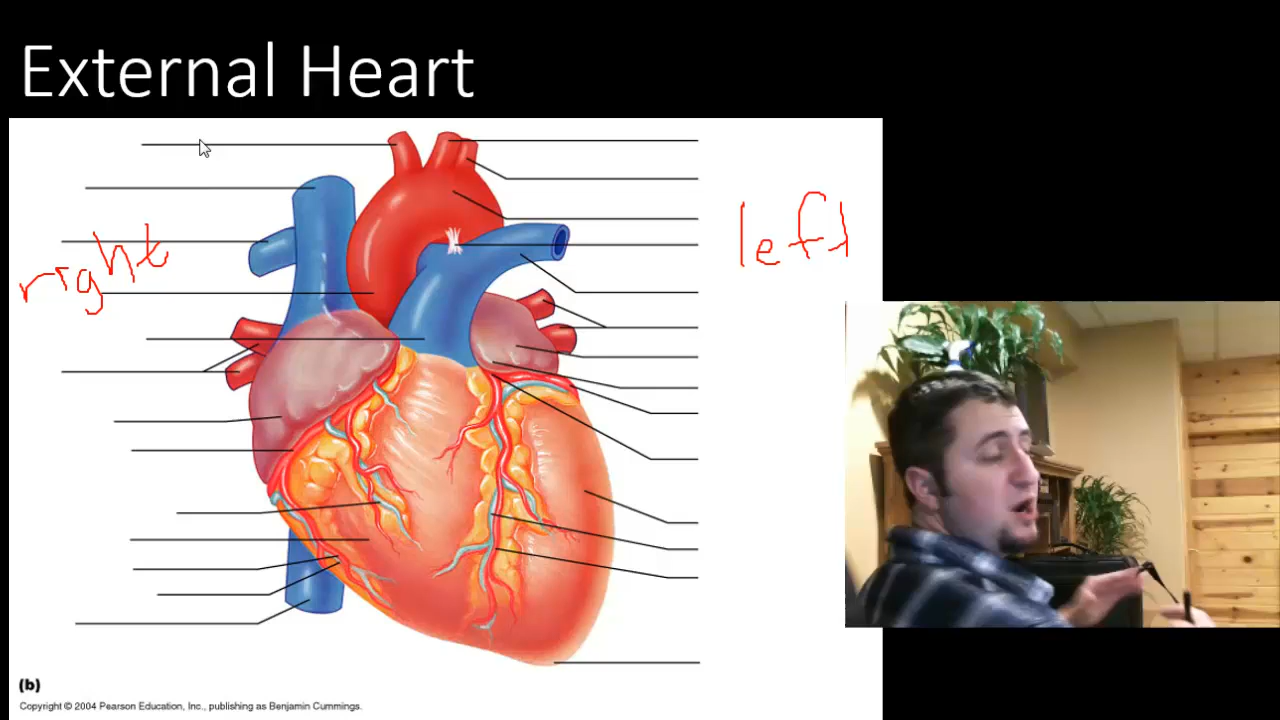 External Heart
right
left
(b)
Copyright © 2004 Pearson Education, Inc., publishing as Benjamin Cummings.